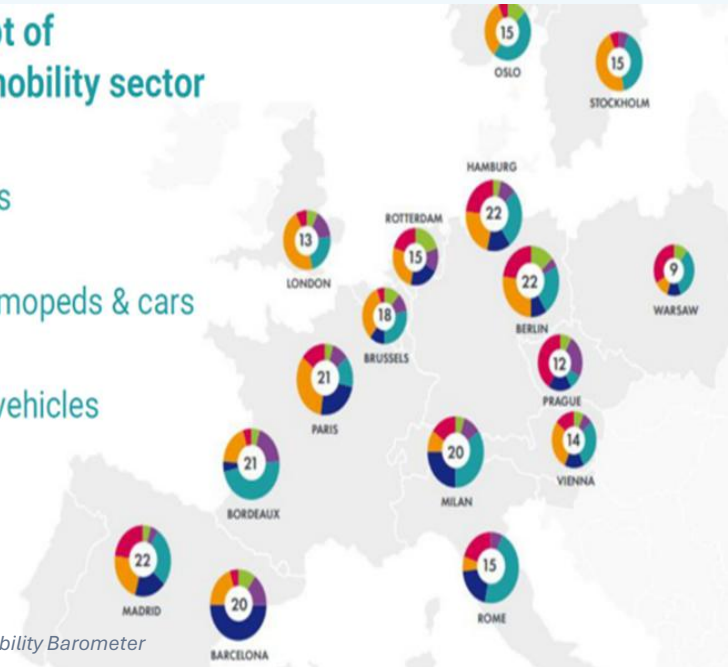 ot of
nobility sector
s
mopeds & cars
vehicles
15
OSLO
15
STOCKHOLM
HAMBURG
22
ROTTERDAM
15
13
LONDON
22
BERLIN
9
WARSAW
18
BRUSSELS
12
PRAGUE
21
PARIS
14
VIENNA
21
BORDEAUX
20
MILAN
22
MADRID
20
BARCELONA
15
ROME
bility Barometer